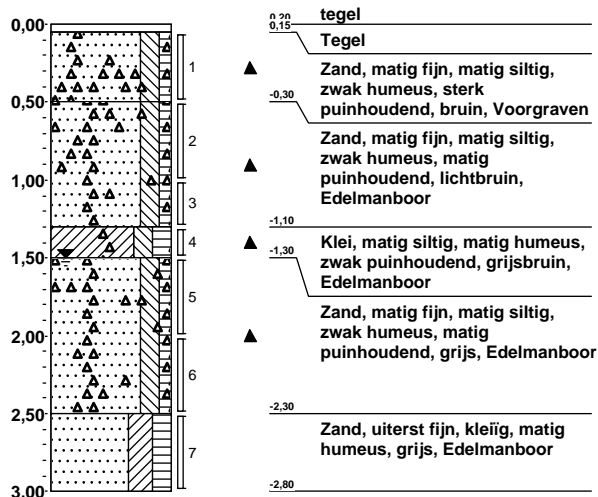 0,00
0,50
1,00
1,50
2,00
2,50
3,00
1
2
3
4
5
6
7
0,20
tegel
0,15
Tegel
Zand, matig fijn, matig siltig,
zwak humeus, sterk
puinhoudend, bruin, Voorgraven
-0,30
Zand, matig fijn, matig siltig,
zwak humeus, matig
puinhoudend, lichtbruin,
Edelmanboor
-1,10
Klei, matig siltig, matig humeus,
zwak puinhoudend, grijsbruin,
Edelmanboor
-1,30
Zand, matig fijn, matig siltig,
zwak humeus, matig
puinhoudend, grijs, Edelmanboor
-2,30
Zand, uiterst fijn, kleiïg, matig
humeus, grijs, Edelmanboor
-2,80